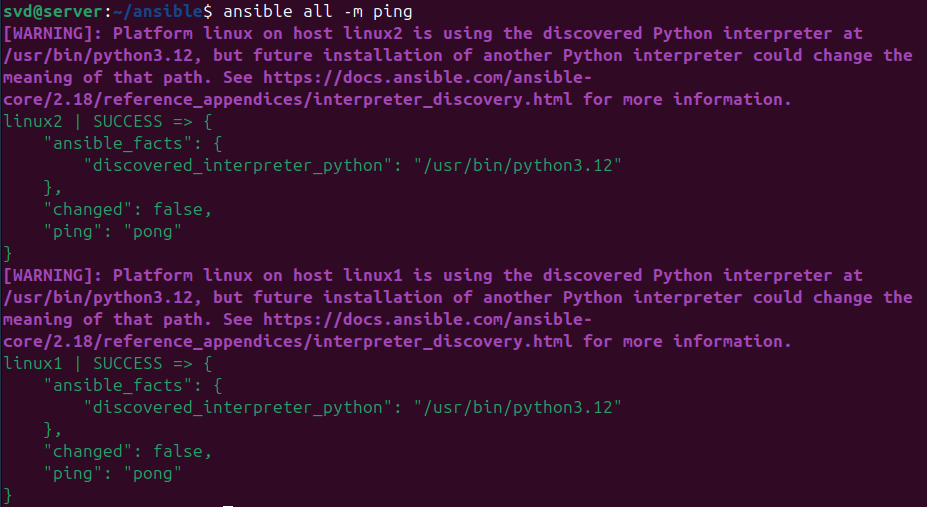 svd@server:~/ansible$ ansible all -m ping
[WARNING]: Platform linux on host linux2 is using the discovered Python interpreter at
/usr/bin/python3.12, but future installation of another Python interpreter could change the
meaning of that path. See https://docs.ansible.com/ansible-
core/2.18/reference_appendices/interpreter_discovery.html for more information.
linux2 | SUCCESS => {
    "ansible_facts": {
        "discovered_interpreter_python": "/usr/bin/python3.12"
    },
    "changed": false,
    "ping": "pong"
}
[WARNING]: Platform linux on host linux1 is using the discovered Python interpreter at
/usr/bin/python3.12, but future installation of another Python interpreter could change the
meaning of that path. See https://docs.ansible.com/ansible-
core/2.18/reference_appendices/interpreter_discovery.html for more information.
linux1 | SUCCESS => {
    "ansible_facts": {
        "discovered_interpreter_python": "/usr/bin/python3.12"
    },
    "changed": false,
    "ping": "pong"
}